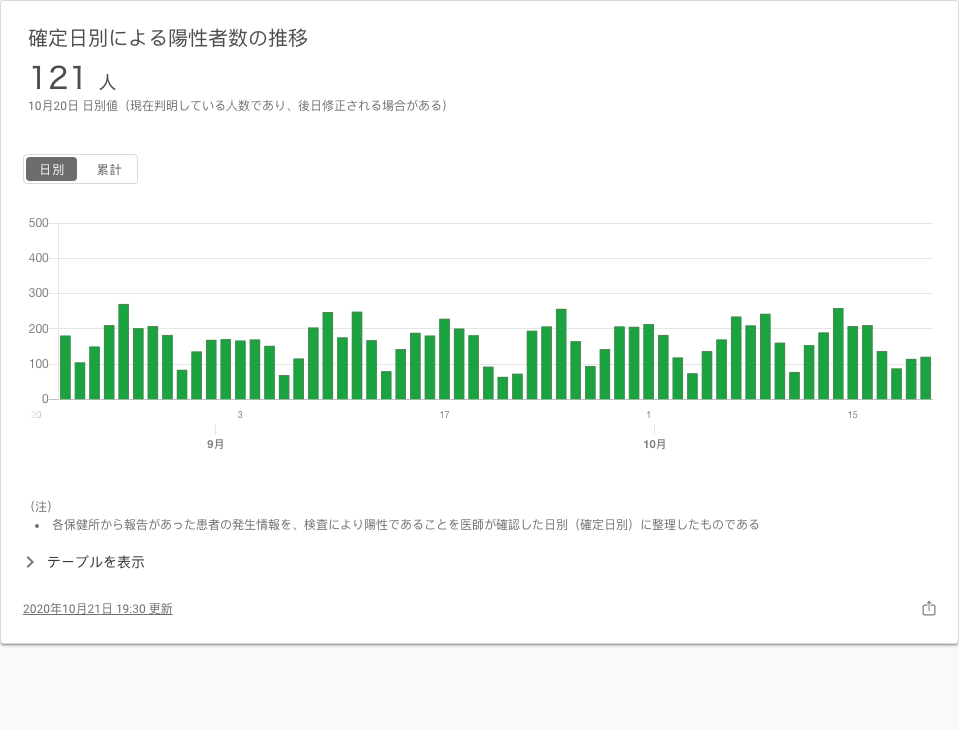 確定日別による陽性者数の推移
121 人
10月20日 日別値（現在判明している人数であり、後日修正される場合がある）
日別 累計
500
400
300
200
100
0
20 3 17 1 15
9月 10月
（注）
• 各保健所から報告があった患者の発生情報を、検査により陽性であることを医師が確認した日別（確定日別）に整理したものである
テーブルを表示
2020年10月21日 19:30 更新